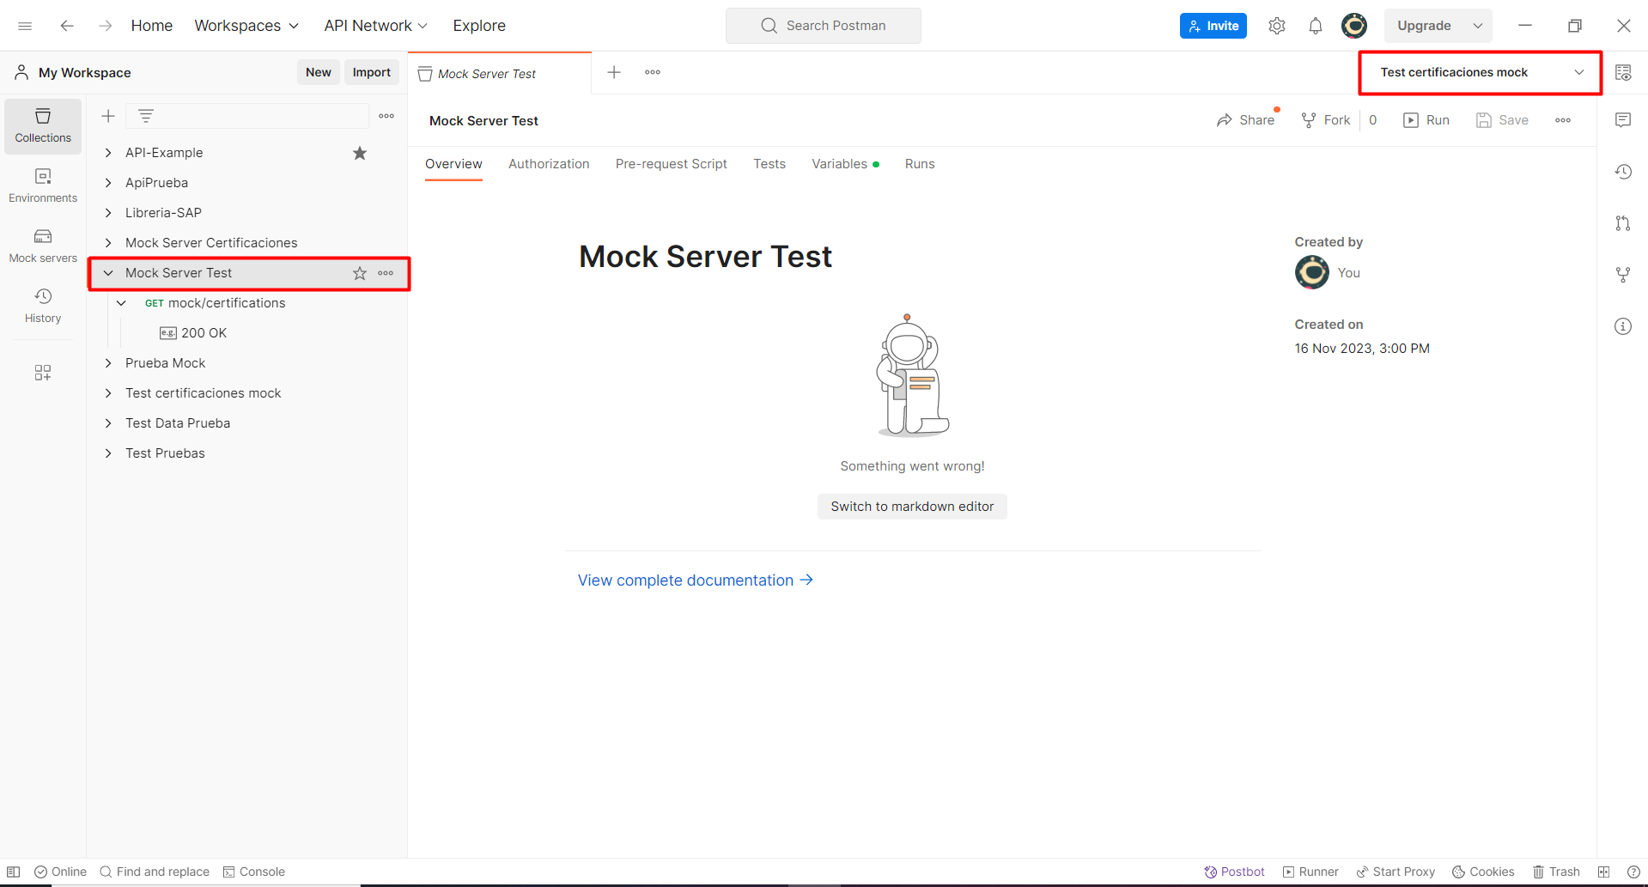 Home Workspaces API Network Explore Search Postman Invite Upgrade
My Workspace New Import Mock Server Test Test certificaciones mock
Collections
Environments
Mock servers
History
API-Example
ApiPrueba
Libreria-SAP
Mock Server Certificaciones
Mock Server Test
GET mock/certifications
e.g. 200 OK
Prueba Mock
Test certificaciones mock
Test Data Prueba
Test Pruebas
Mock Server Test Share Fork 0 Run Save
Overview Authorization Pre-request Script Tests Variables Runs
Mock Server Test
Something went wrong!
Switch to markdown editor
View complete documentation →
Created by
You
Created on
16 Nov 2023, 3:00 PM
Online Find and replace Console Postbot Runner Start Proxy Cookies Trash